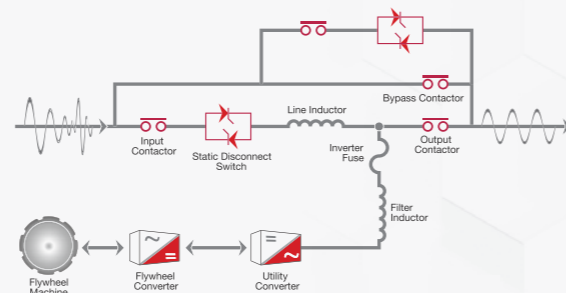 Bypass Contactor
Line Inductor
Input
Contactor
Static Disconnect
Switch
Inverter
Fuse
Output
Contactor
Filter
Inductor
Flywheel
Machine
Flywheel
Converter
Utility
Converter